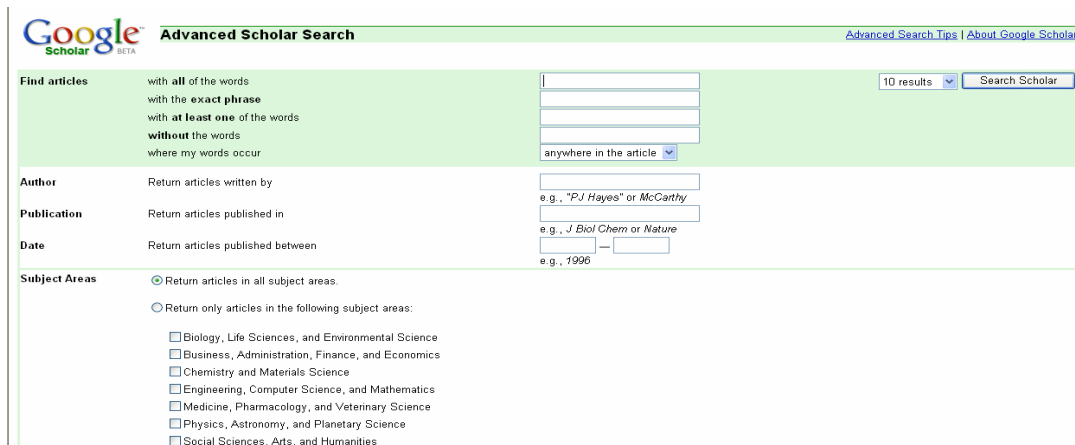 Google Scholar BETA
Advanced Scholar Search
Advanced Search Tips | About Google Scholar
Find articles
with all of the words
10 results
Search Scholar
with the exact phrase
with at least one of the words
without the words
where my words occur
anywhere in the article
Author
Return articles written by
e.g., "PJ Hayes" or McCarthy
Publication
Return articles published in
e.g., J Biol Chem or Nature
Date
Return articles published between
—
e.g., 1996
Subject Areas
Return articles in all subject areas.
Return only articles in the following subject areas:
Biology, Life Sciences, and Environmental Science
Business, Administration, Finance, and Economics
Chemistry and Materials Science
Engineering, Computer Science, and Mathematics
Medicine, Pharmacology, and Veterinary Science
Physics, Astronomy, and Planetary Science
Social Sciences, Arts, and Humanities